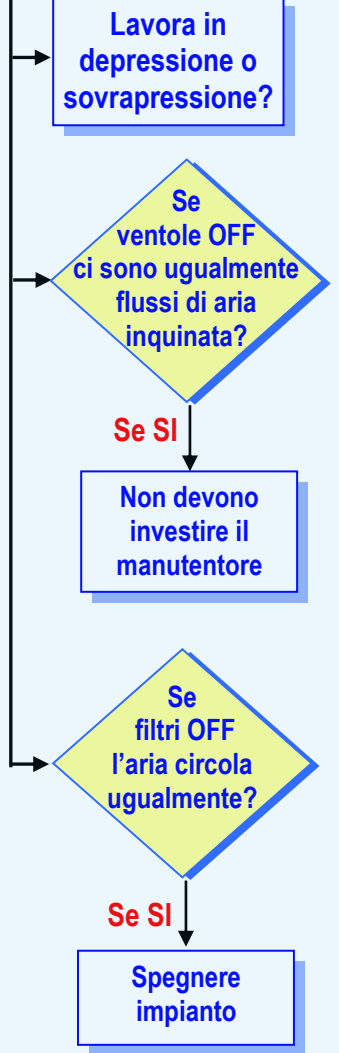 Lavora in
depressione o
sovrapressione?
Se
ventole OFF
ci sono ugualmente
flussi di aria
inquinata?
Se SI
Non devono
investire il
manutentore
Se
filtri OFF
l'aria circola
ugualmente?
Se SI
Spegnere
impianto